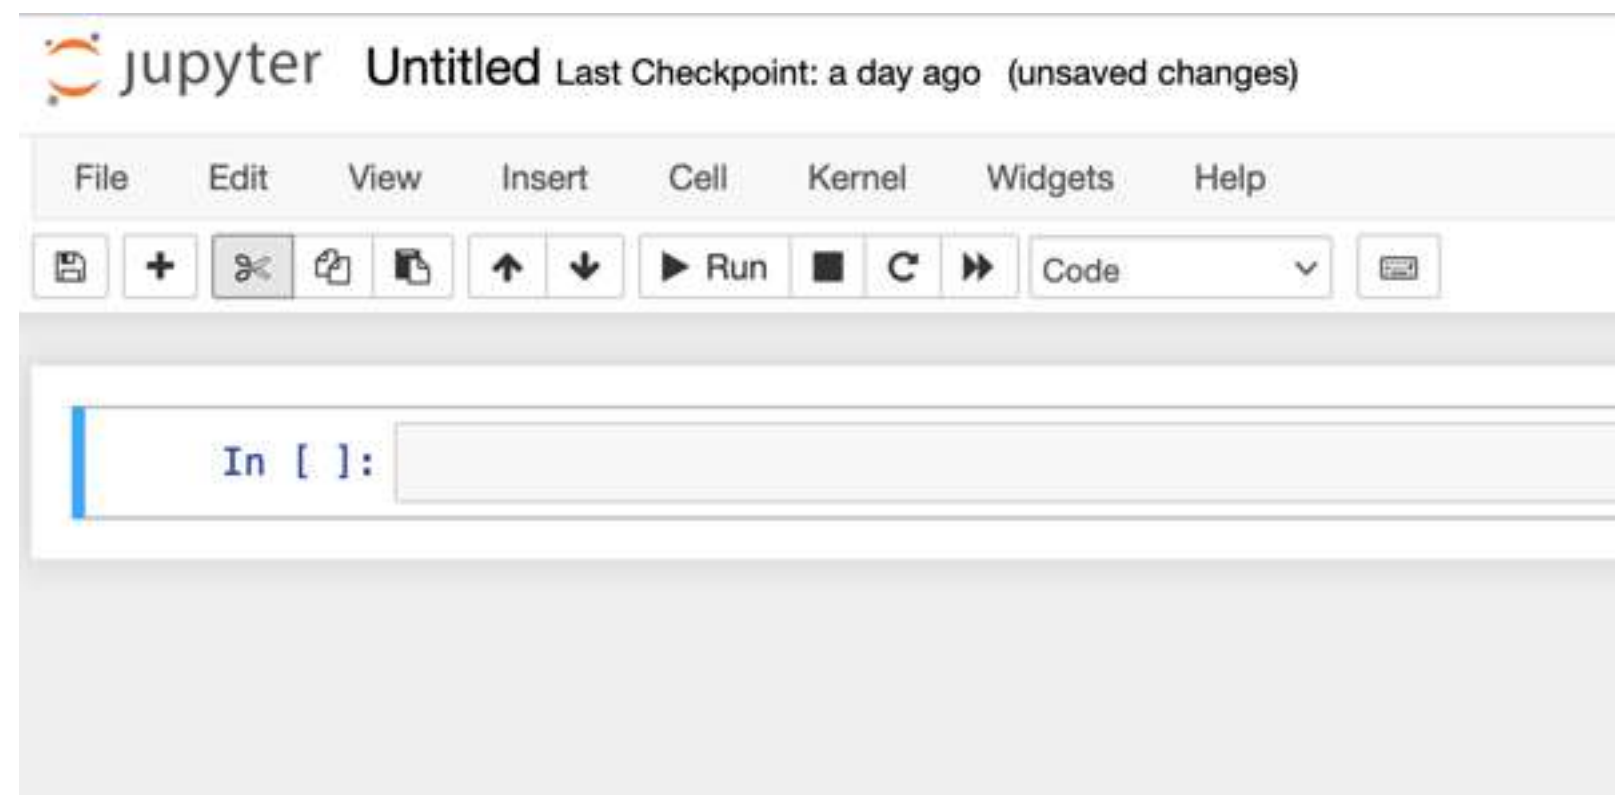 jupyter Untitled Last Checkpoint: a day ago (unsaved changes)
File Edit View Insert Cell Kernel Widgets Help
Run Code
In [ ]: